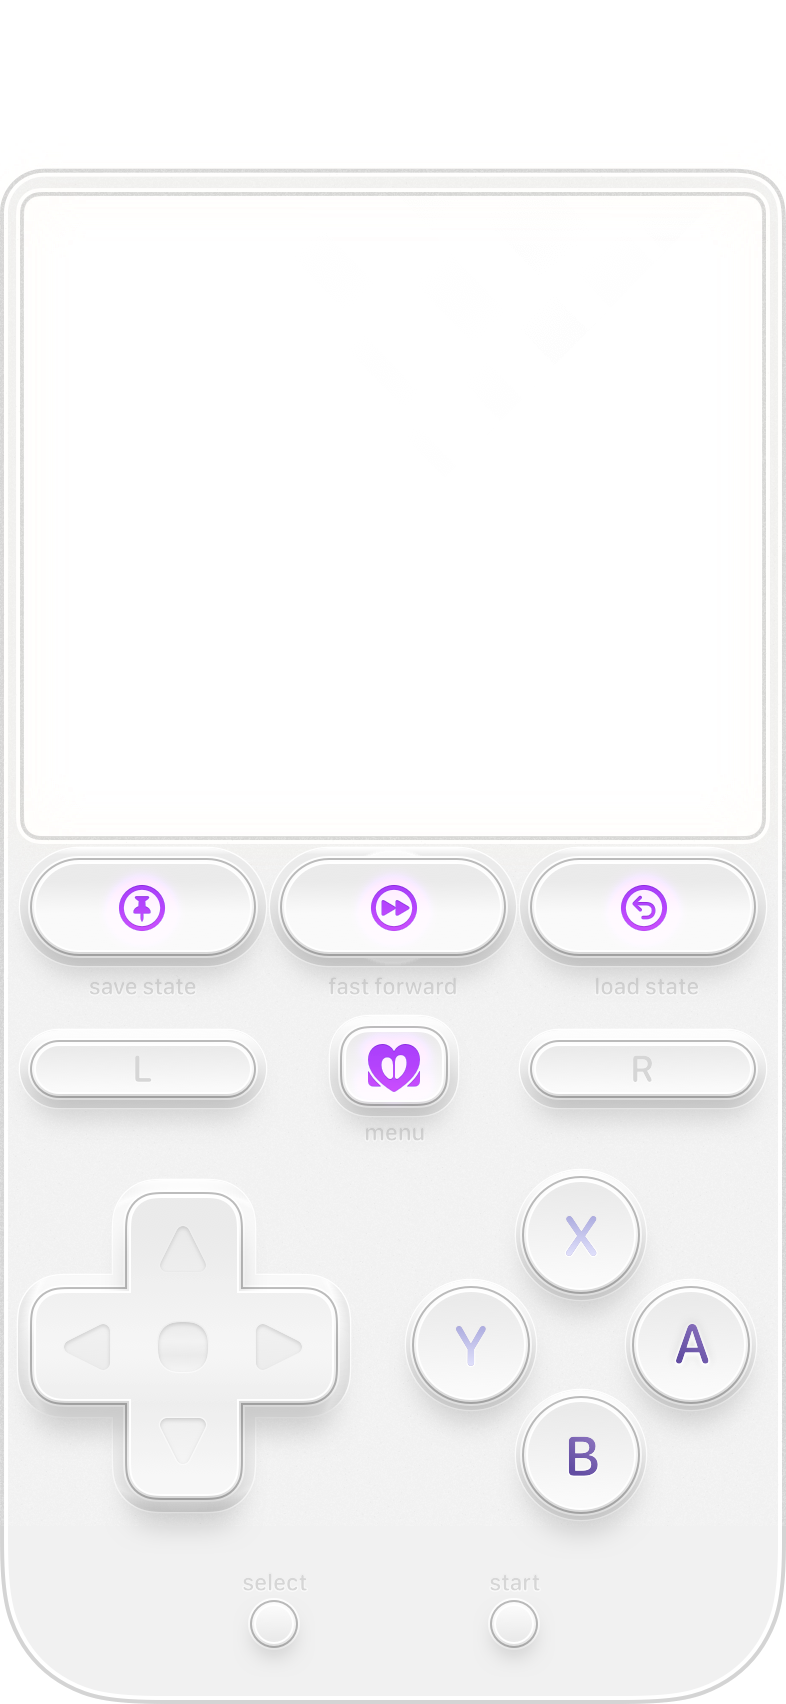 save state
fast forward
load state
L
R
menu
X
Y
A
B
select
start